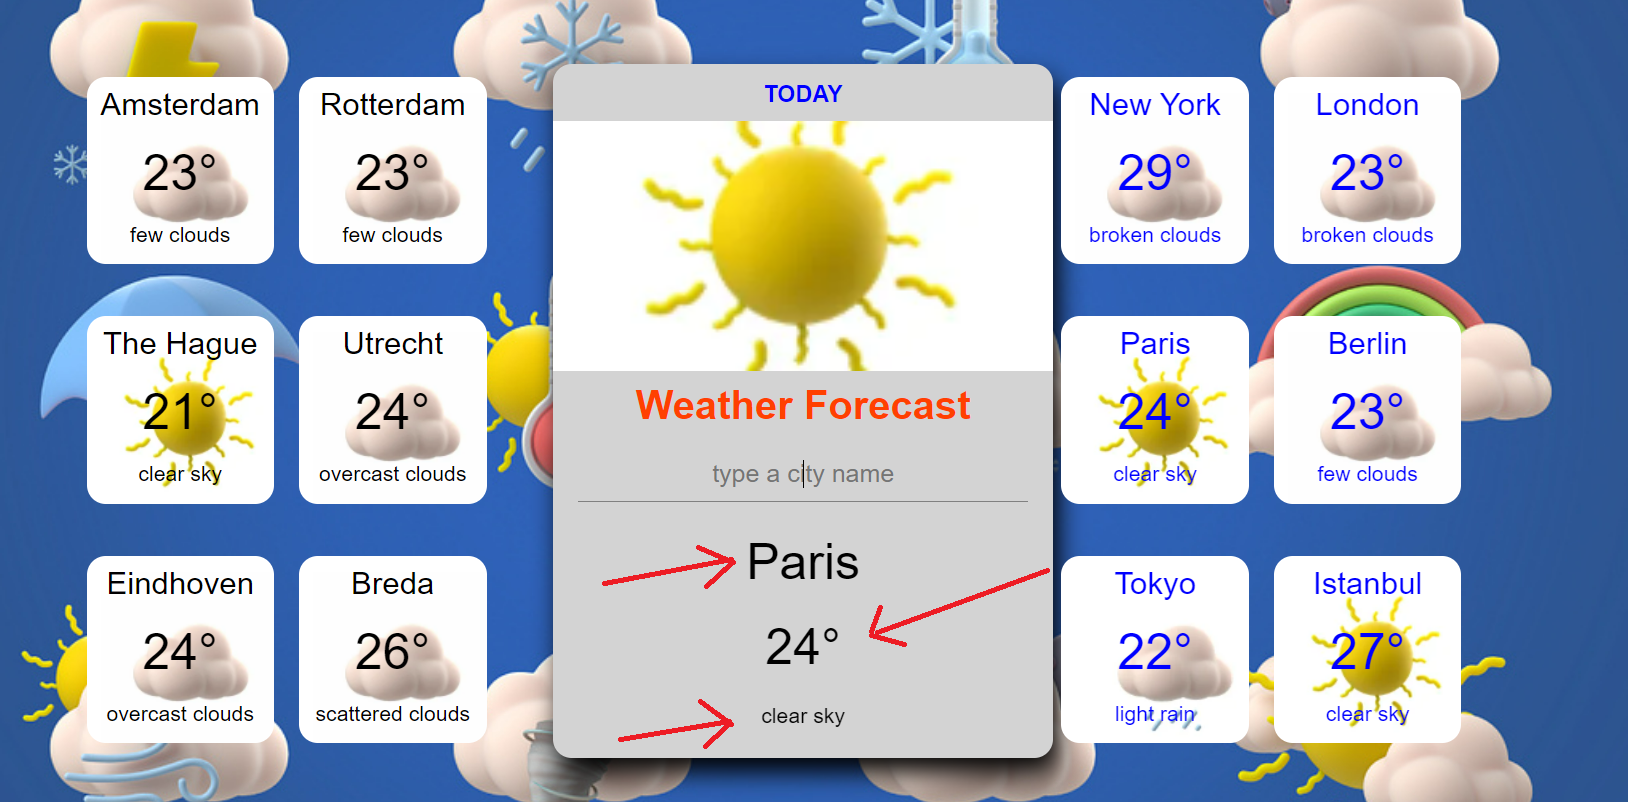 Amsterdam
23°
few clouds
Rotterdam
23°
few clouds
The Hague
21°
clear sky
Utrecht
24°
overcast clouds
Eindhoven
24°
overcast clouds
Breda
26°
scattered clouds
TODAY
Weather Forecast
type a city name
Paris
24°
clear sky
New York
29°
broken clouds
London
23°
broken clouds
Paris
24°
clear sky
Berlin
23°
few clouds
Tokyo
22°
light rain
Istanbul
27°
clear sky